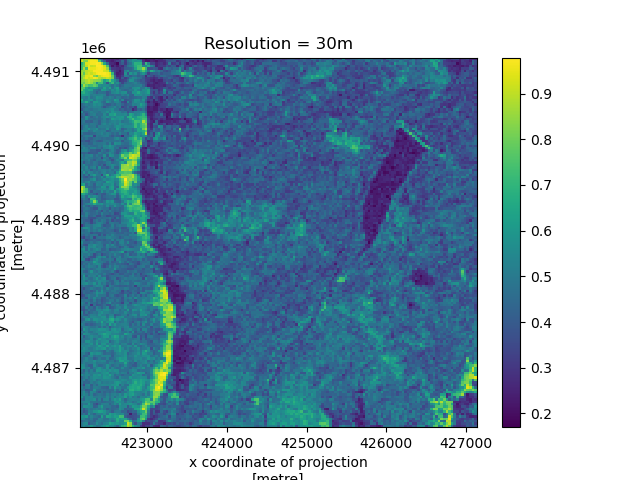 Resolution = 30m
1e6
4.491
4.490
4.489
4.488
4.487
y coordinate of projection
[metre]
423000 424000 425000 426000 427000
x coordinate of projection
[metre]
0.9
0.8
0.7
0.6
0.5
0.4
0.3
0.2